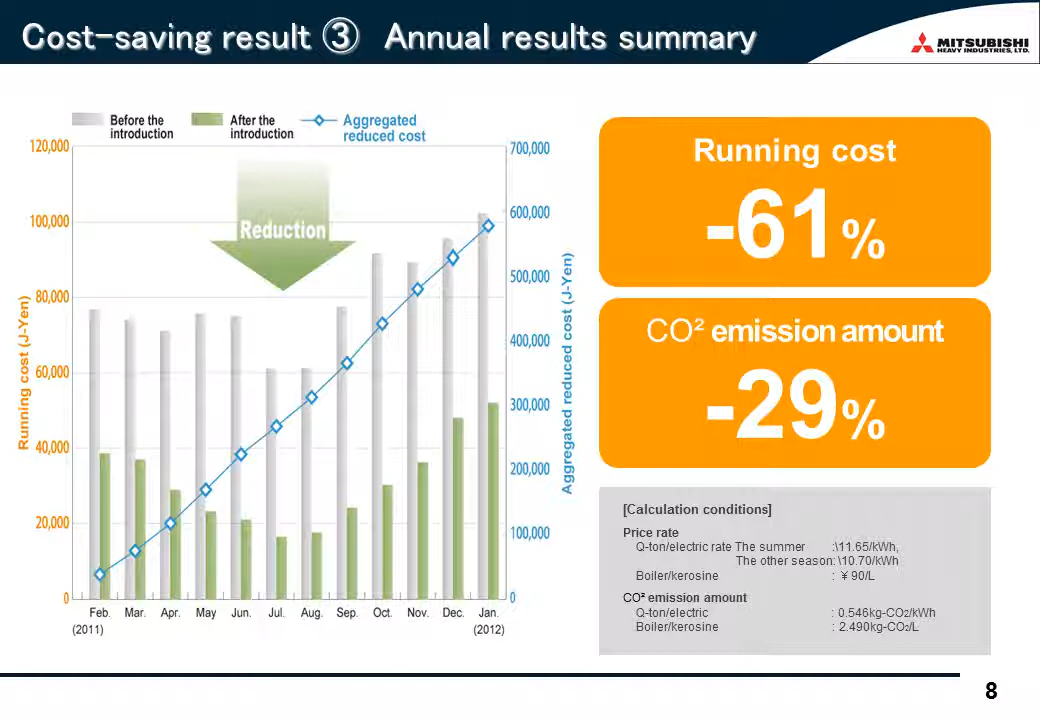 Cost-saving result ③ Annual results summary
MITSUBISHI
HEAVY INDUSTRIES, LTD.
Before the
introduction
After the
introduction
Aggregated
reduced cost
120,000
100,000
80,000
60,000
40,000
20,000
0
Running cost (J-Yen)
Reduction
700,000
600,000
500,000
400,000
300,000
200,000
100,000
0
Aggregated reduced cost (J-Yen)
Feb. Mar. Apr. May Jun. Jul. Aug. Sep. Oct. Nov. Dec. Jan.
(2011) (2012)
Running cost
-61%
CO² emission amount
-29%
[Calculation conditions]
Price rate
Q-ton/electric rate The summer :\11.65/kWh,
The other season: \10.70/kWh
Boiler/kerosine : ￥90/L
CO² emission amount
Q-ton/electric : 0.546kg-CO2/kWh
Boiler/kerosine : 2.490kg-CO2/L
8